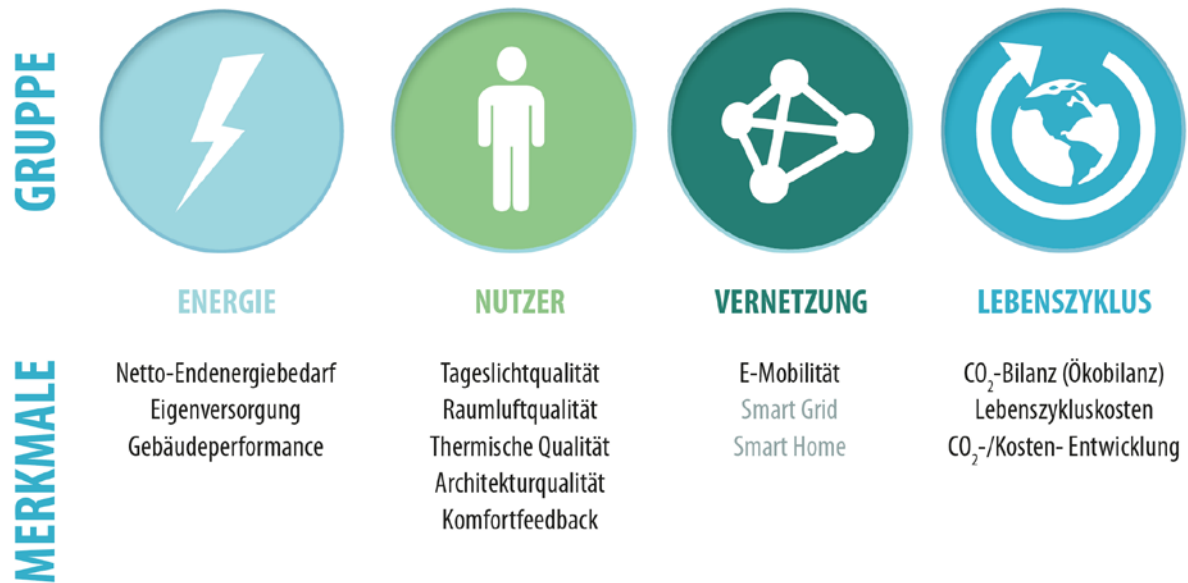 GRUPPE
ENERGIE
NUTZER
VERNETZUNG
LEBENSZYKLUS
MERKMALE
Netto-Endenergiebedarf
Eigenversorgung
Gebäudeperformance
Tageslichtqualität
Raumluftqualität
Thermische Qualität
Architekturqualität
Komfortfeedback
E-Mobilität
Smart Grid
Smart Home
CO₂-Bilanz (Ökobilanz)
Lebenszykluskosten
CO₂-/Kosten- Entwicklung